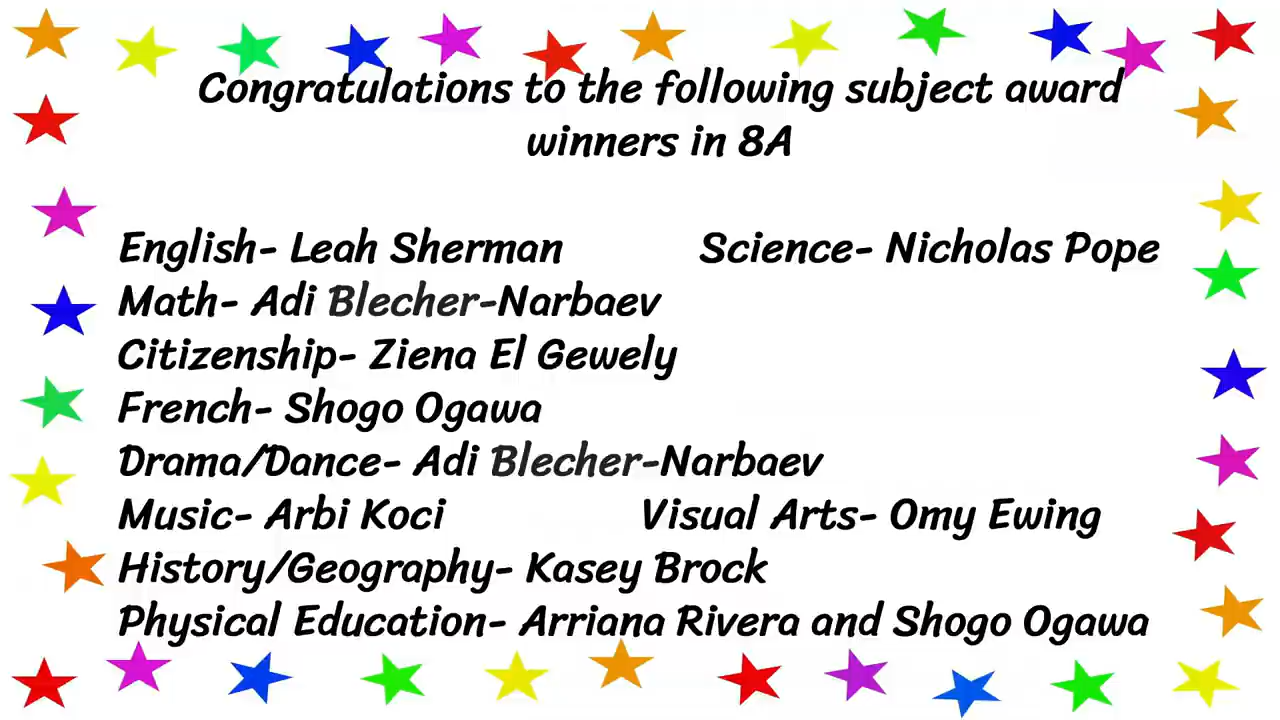 Congratulations to the following subject award
winners in 8A
English- Leah Sherman Science- Nicholas Pope
Math- Adi Blecher-Narbaev
Citizenship- Ziena El Gewely
French- Shogo Ogawa
Drama/Dance- Adi Blecher-Narbaev
Music- Arbi Koci Visual Arts- Omy Ewing
History/Geography- Kasey Brock
Physical Education- Arriana Rivera and Shogo Ogawa